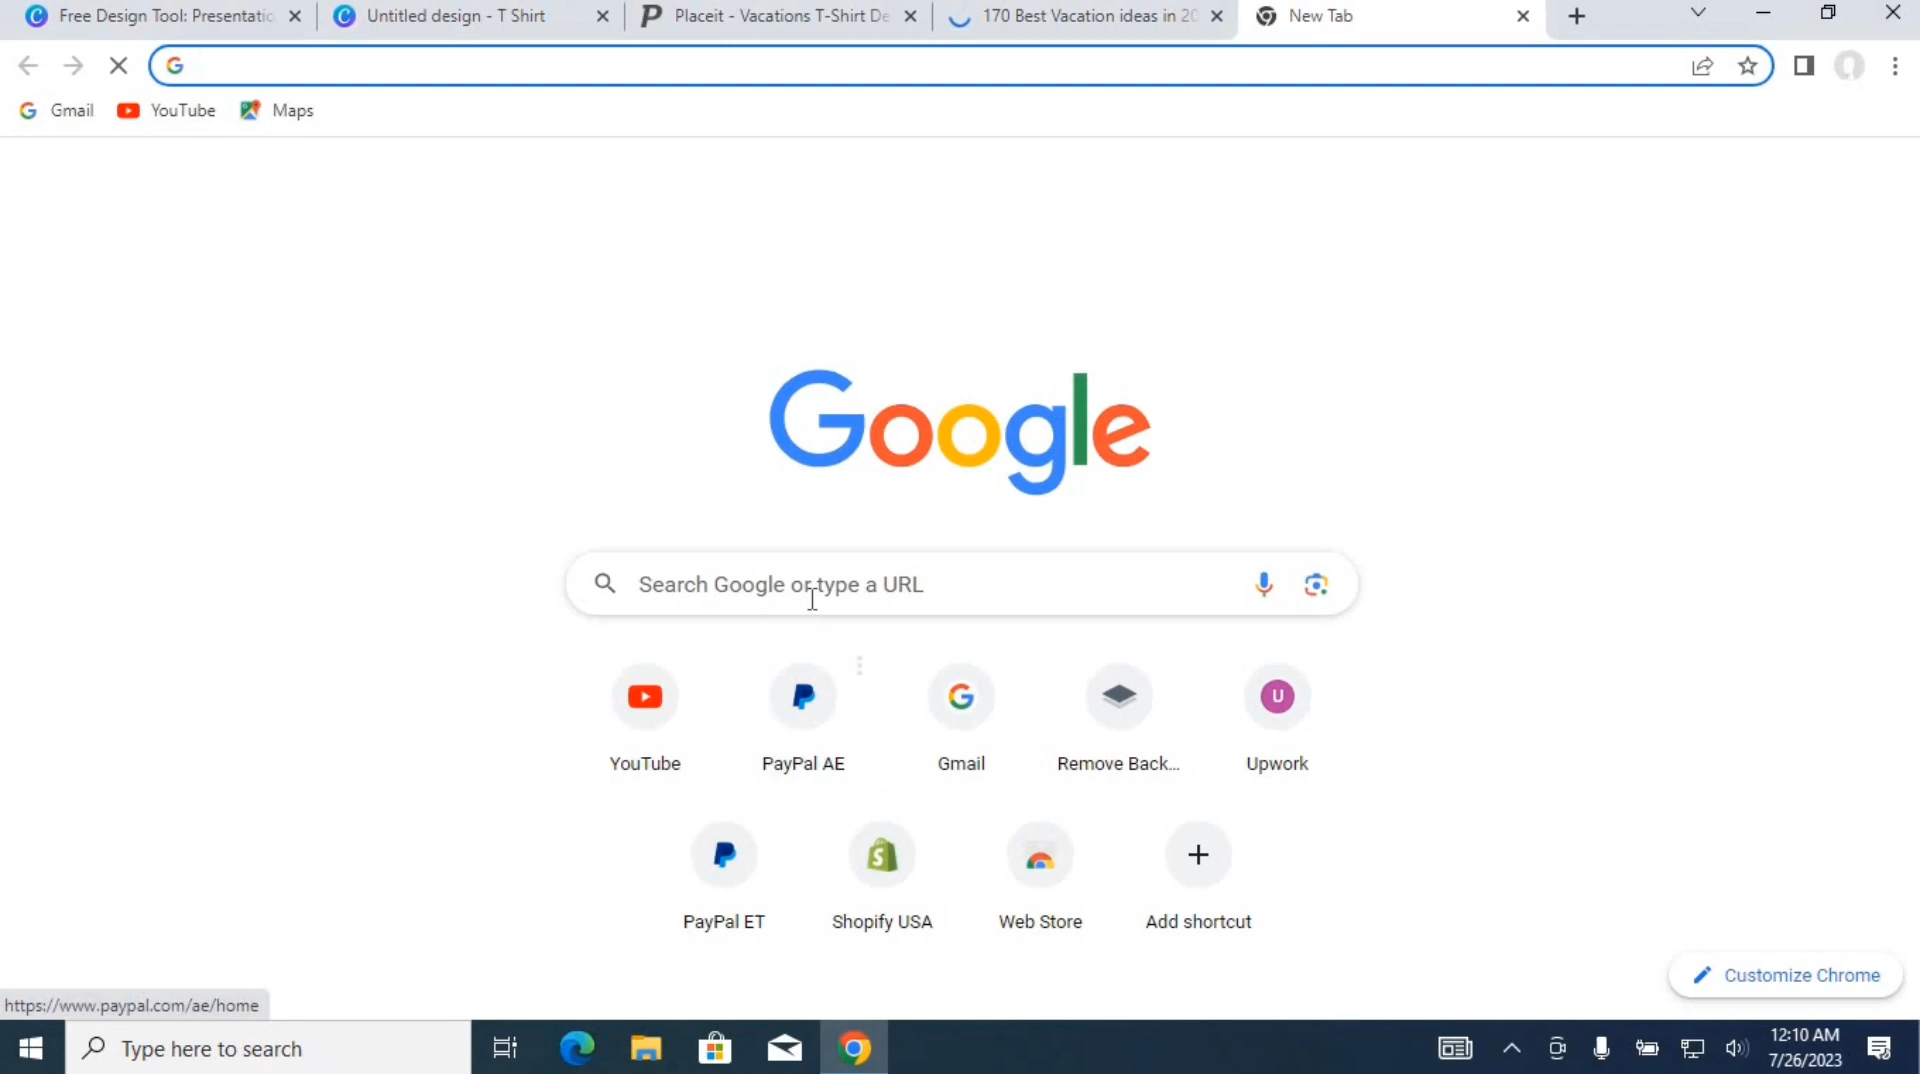 Free Design Tool: Presentatio
Untitled design - T Shirt
Placeit - Vacations T-Shirt De
170 Best Vacation ideas in 20
New Tab
Gmail
YouTube
Maps
Google
Search Google or type a URL
YouTube
PayPal AE
Gmail
Remove Back...
U
Upwork
PayPal ET
Shopify USA
Web Store
Add shortcut
Customize Chrome
https://www.paypal.com/ae/home
Type here to search
12:10 AM
7/26/2023